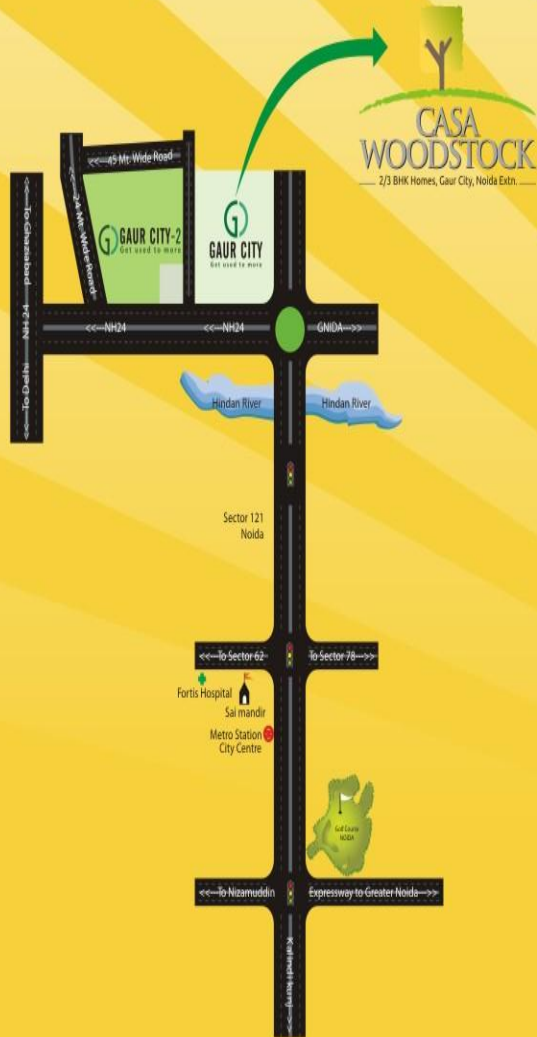 CASA
WOODSTOCK
2/3 BHK Homes, Gaur City, Noida Extn.
<<---45 Mt. Wide Road
<<---24 Mt. Wide Road
GAUR CITY-2
Get used to more
GAUR CITY
Get used to more
<<---To Ghaziabad
NH 24
<<---To Delhi
<<---NH24
<<---NH24
GNIDA--->>
Hindan River
Hindan River
Sector 121
Noida
<<---To Sector 62
To Sector 78--->>
Fortis Hospital
Sai mandir
Metro Station
City Centre
Golf Course
NOIDA
<<---To Nizamuddin
Expressway to Greater Noida--->>
Kalindi kunj--->>